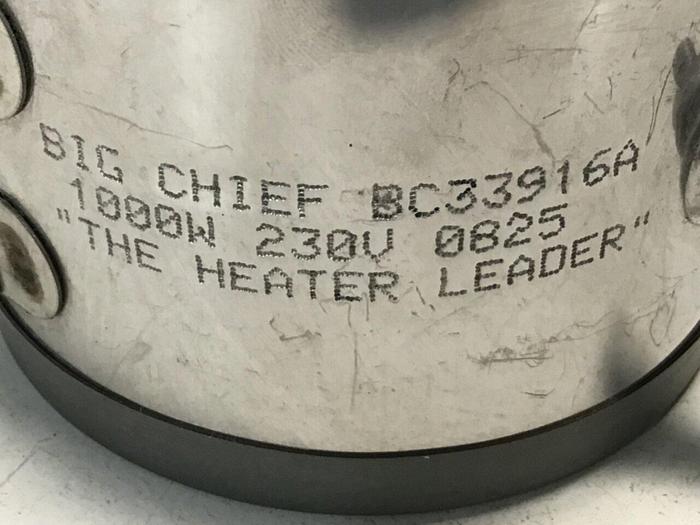 BIG CHIEF BC33916A
1000W 230V 0825
"THE HEATER LEADER"